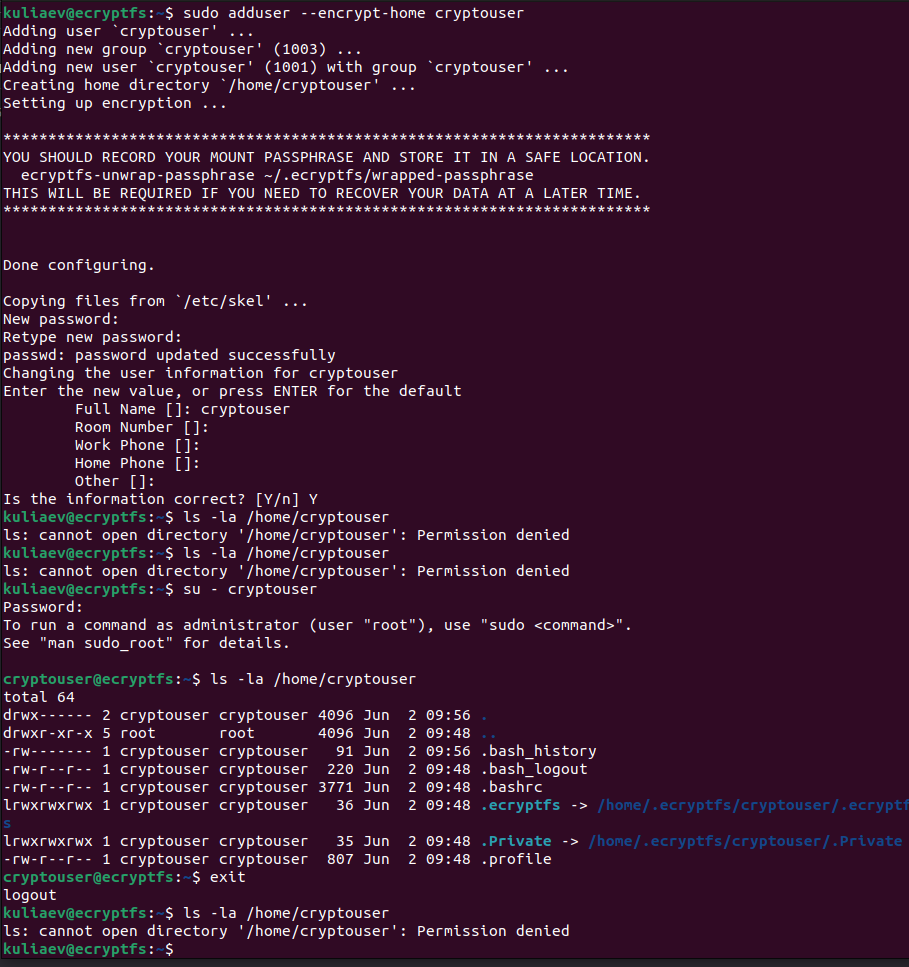 kuliaev@ecryptfs:~$ sudo adduser --encrypt-home cryptouser
Adding user `cryptouser' ...
Adding new group `cryptouser' (1003) ...
Adding new user `cryptouser' (1001) with group `cryptouser' ...
Creating home directory `/home/cryptouser' ...
Setting up encryption ...
************************************************************************
YOU SHOULD RECORD YOUR MOUNT PASSPHRASE AND STORE IT IN A SAFE LOCATION.
  ecryptfs-unwrap-passphrase ~/.ecryptfs/wrapped-passphrase
THIS WILL BE REQUIRED IF YOU NEED TO RECOVER YOUR DATA AT A LATER TIME.
************************************************************************
Done configuring.
Copying files from `/etc/skel' ...
New password:
Retype new password:
passwd: password updated successfully
Changing the user information for cryptouser
Enter the new value, or press ENTER for the default
        Full Name []: cryptouser
        Room Number []:
        Work Phone []:
        Home Phone []:
        Other []:
Is the information correct? [Y/n] Y
kuliaev@ecryptfs:~$ ls -la /home/cryptouser
ls: cannot open directory '/home/cryptouser': Permission denied
kuliaev@ecryptfs:~$ ls -la /home/cryptouser
ls: cannot open directory '/home/cryptouser': Permission denied
kuliaev@ecryptfs:~$ su - cryptouser
Password:
To run a command as administrator (user "root"), use "sudo <command>".
See "man sudo_root" for details.
cryptouser@ecryptfs:~$ ls -la /home/cryptouser
total 64
drwx------ 2 cryptouser cryptouser 4096 Jun  2 09:56 .
drwxr-xr-x 5 root       root       4096 Jun  2 09:48 ..
-rw------- 1 cryptouser cryptouser   91 Jun  2 09:56 .bash_history
-rw-r--r-- 1 cryptouser cryptouser  220 Jun  2 09:48 .bash_logout
-rw-r--r-- 1 cryptouser cryptouser 3771 Jun  2 09:48 .bashrc
lrwxrwxrwx 1 cryptouser cryptouser   36 Jun  2 09:48 .ecryptfs -> /home/.ecryptfs/cryptouser/.ecryptf
s
lrwxrwxrwx 1 cryptouser cryptouser   35 Jun  2 09:48 .Private -> /home/.ecryptfs/cryptouser/.Private
-rw-r--r-- 1 cryptouser cryptouser  807 Jun  2 09:48 .profile
cryptouser@ecryptfs:~$ exit
logout
kuliaev@ecryptfs:~$ ls -la /home/cryptouser
ls: cannot open directory '/home/cryptouser': Permission denied
kuliaev@ecryptfs:~$